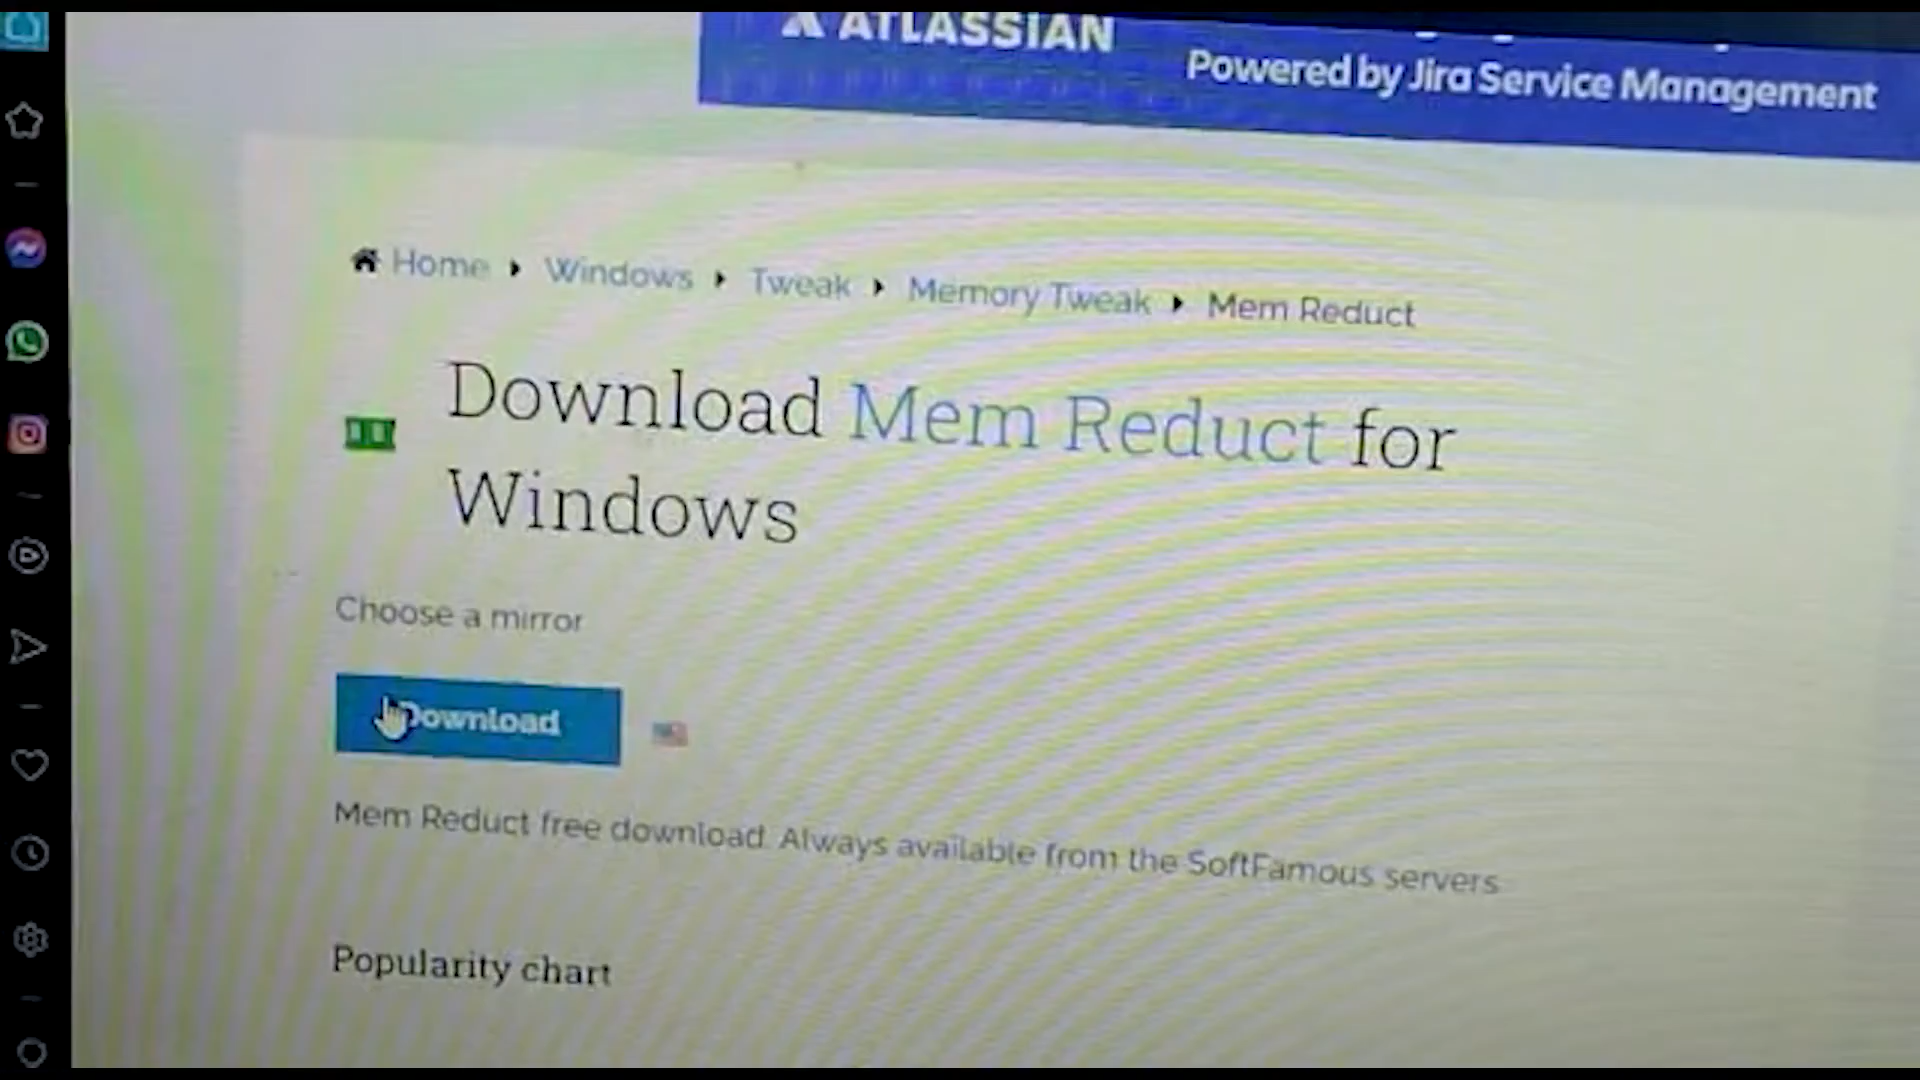 ATLASSIAN
Powered by Jira Service Management
Home Windows Tweak Memory Tweak Mem Reduct
Download Mem Reduct for
Windows
Choose a mirror
Download
Mem Reduct free download. Always available from the SoftFamous servers
Popularity chart